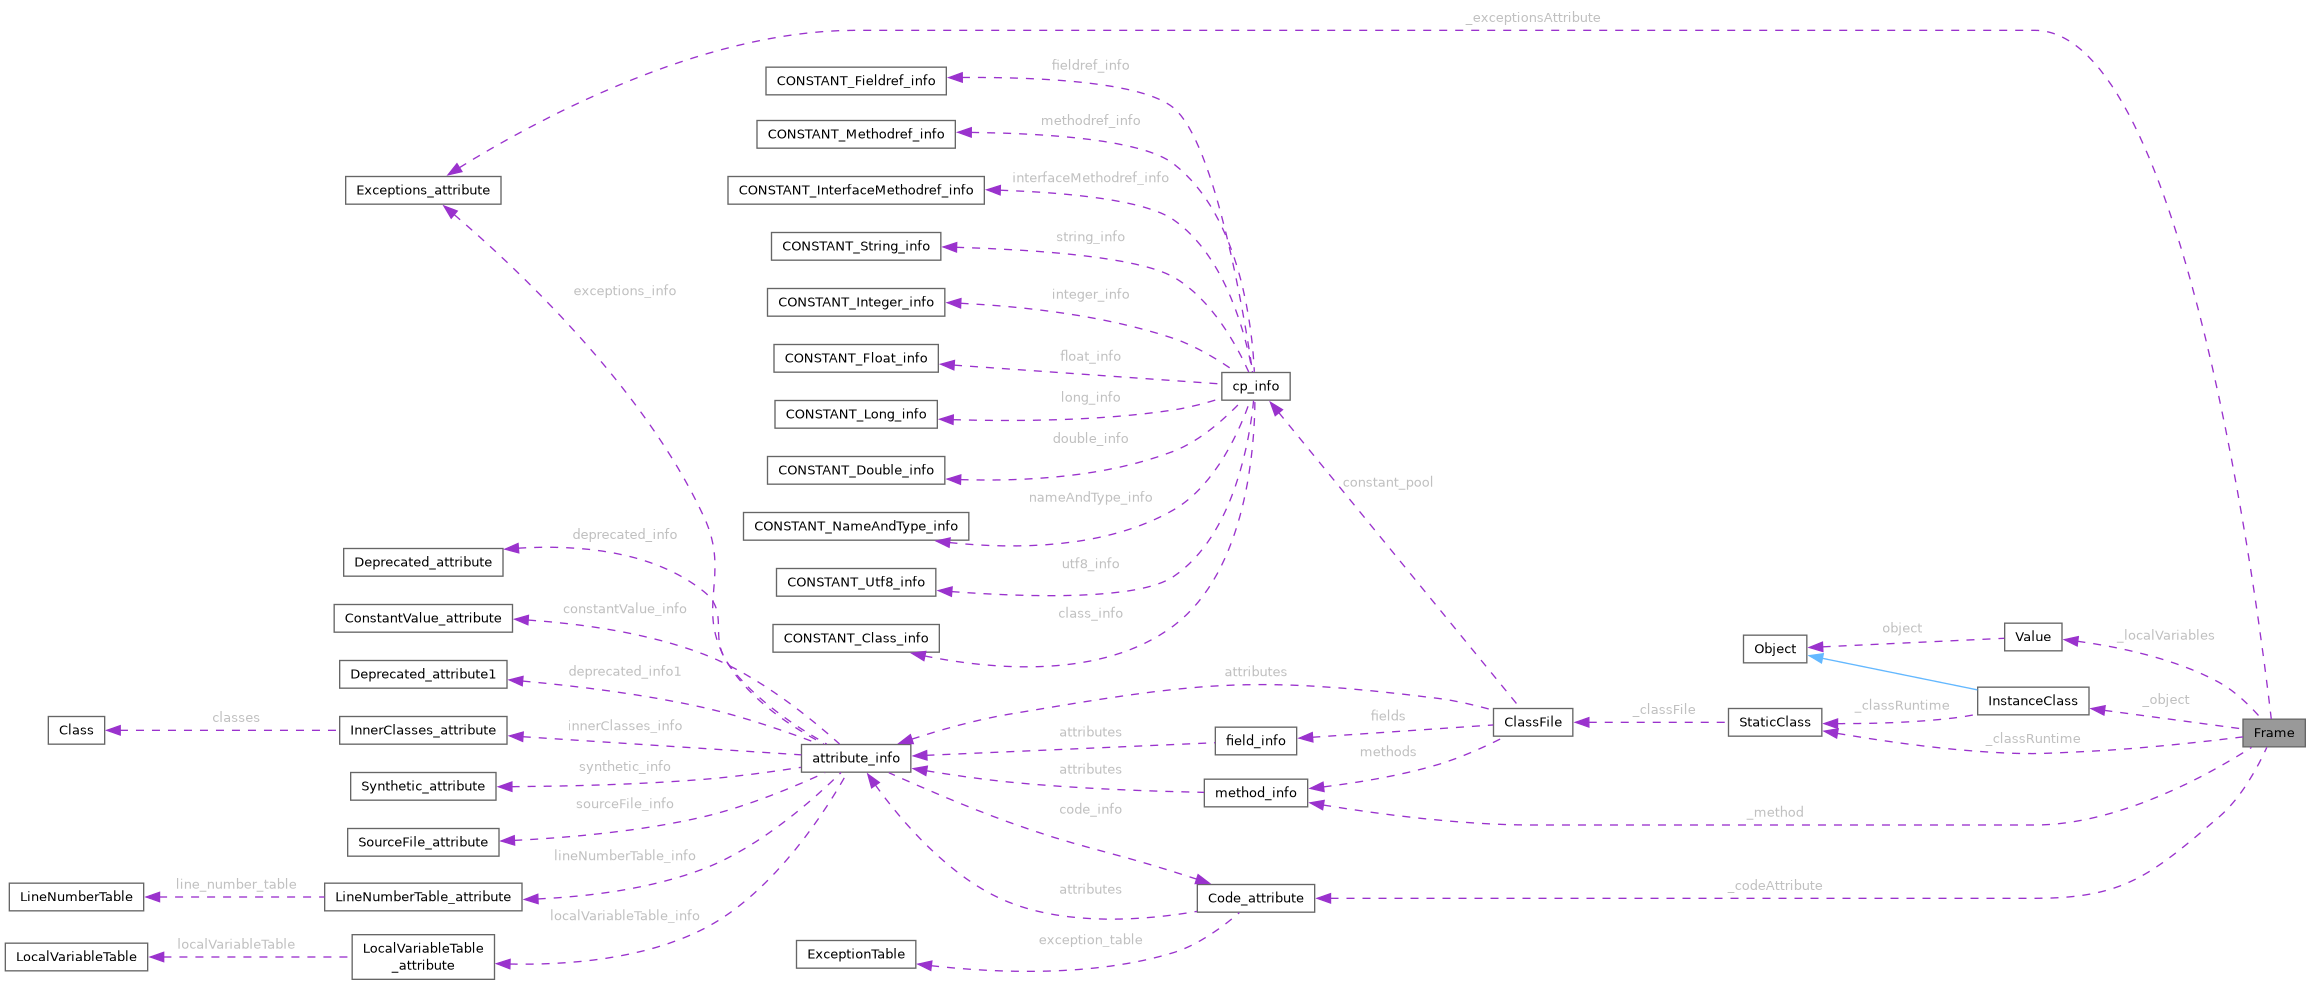 _exceptionsAttribute
fieldref_info
CONSTANT_Fieldref_info
methodref_info
CONSTANT_Methodref_info
interfaceMethodref_info
Exceptions_attribute
CONSTANT_InterfaceMethodref_info
string_info
CONSTANT_String_info
exceptions_info
integer_info
CONSTANT_Integer_info
float_info
CONSTANT_Float_info
cp_info
long_info
CONSTANT_Long_info
double_info
CONSTANT_Double_info
constant_pool
nameAndType_info
CONSTANT_NameAndType_info
deprecated_info
Deprecated_attribute
utf8_info
CONSTANT_Utf8_info
constantValue_info
ConstantValue_attribute
class_info
CONSTANT_Class_info
object
Value
_localVariables
Object
deprecated_info1
Deprecated_attribute1
attributes
InstanceClass
_object
_classRuntime
_classFile
classes
Class
innerClasses_info
InnerClasses_attribute
fields
ClassFile
StaticClass
Frame
attributes
field_info
_classRuntime
methods
attribute_info
synthetic_info
Synthetic_attribute
attributes
method_info
sourceFile_info
code_info
_method
SourceFile_attribute
lineNumberTable_info
line_number_table
LineNumberTable
LineNumberTable_attribute
attributes
Code_attribute
_codeAttribute
localVariableTable_info
localVariableTable
LocalVariableTable
LocalVariableTable
_attribute
exception_table
ExceptionTable